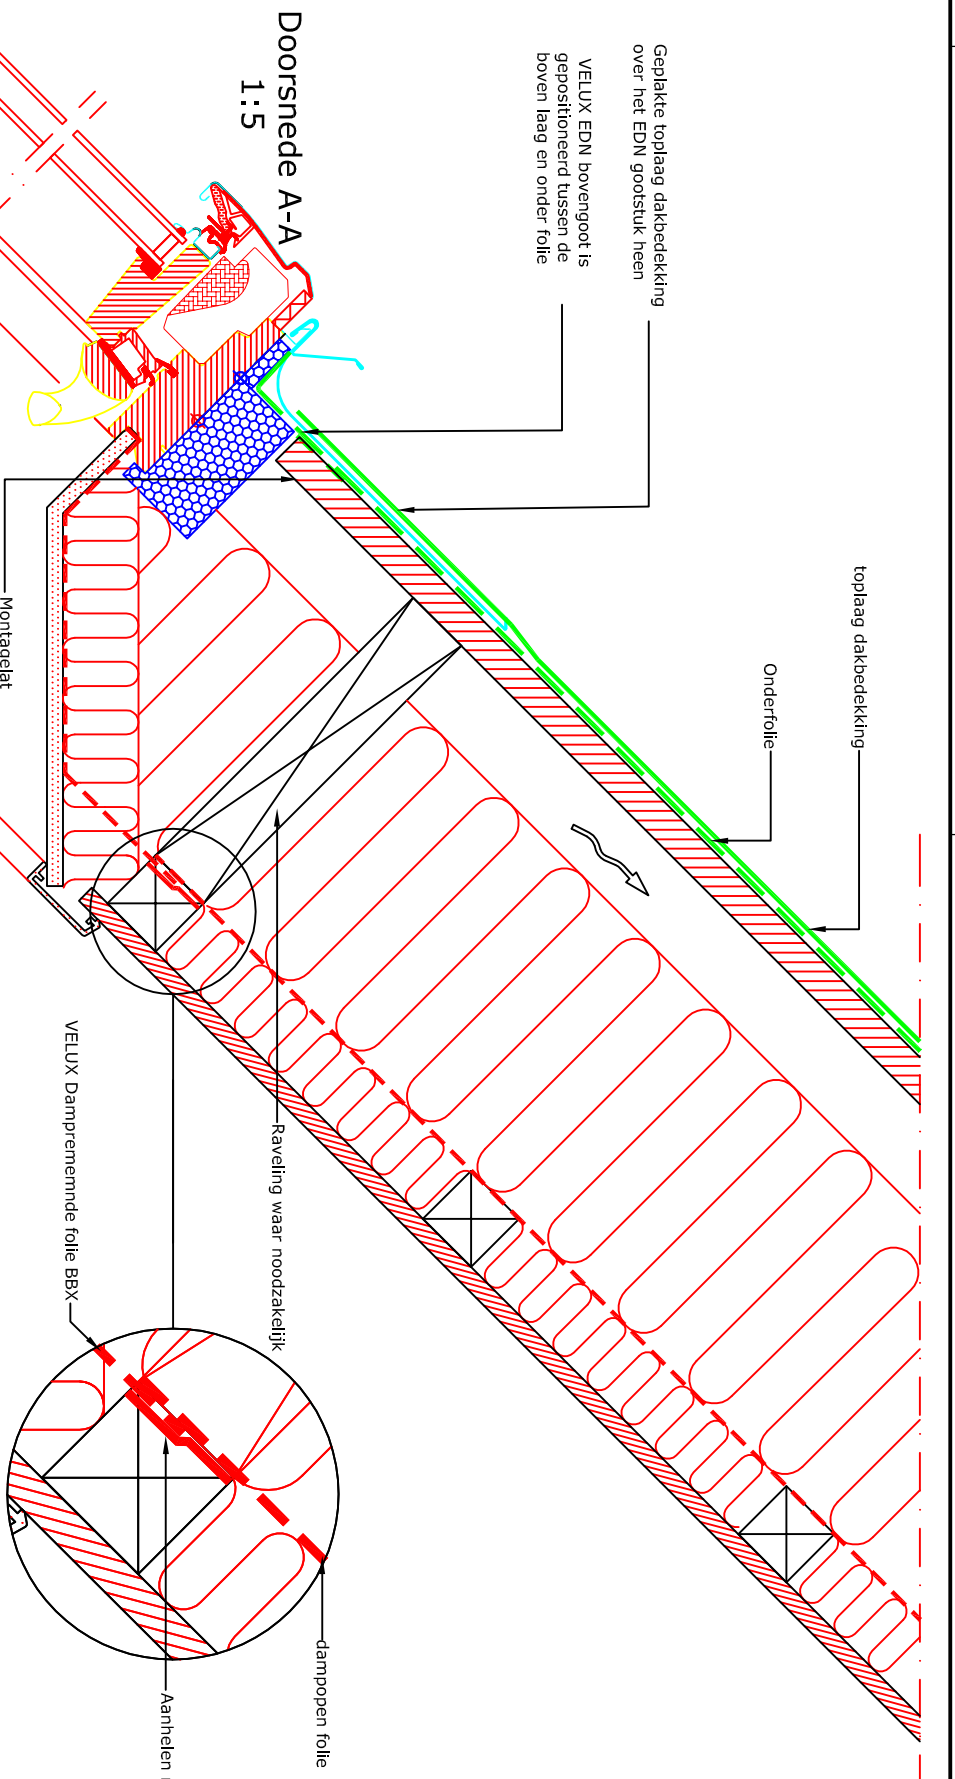 Doorsnede A-A
1:5
Geplakte toplaag dakbedekking
over het EDN gootstuk heen
VELUX EDN bovengoot is
gepositioneerd tussen de
boven laag en onder folie
toplaag dakbedekking
Onderfolie
Montagelat
Raveling waar noodzakelijk
VELUX Damprememnde folie BBX
dampopen folie
Aanhelen